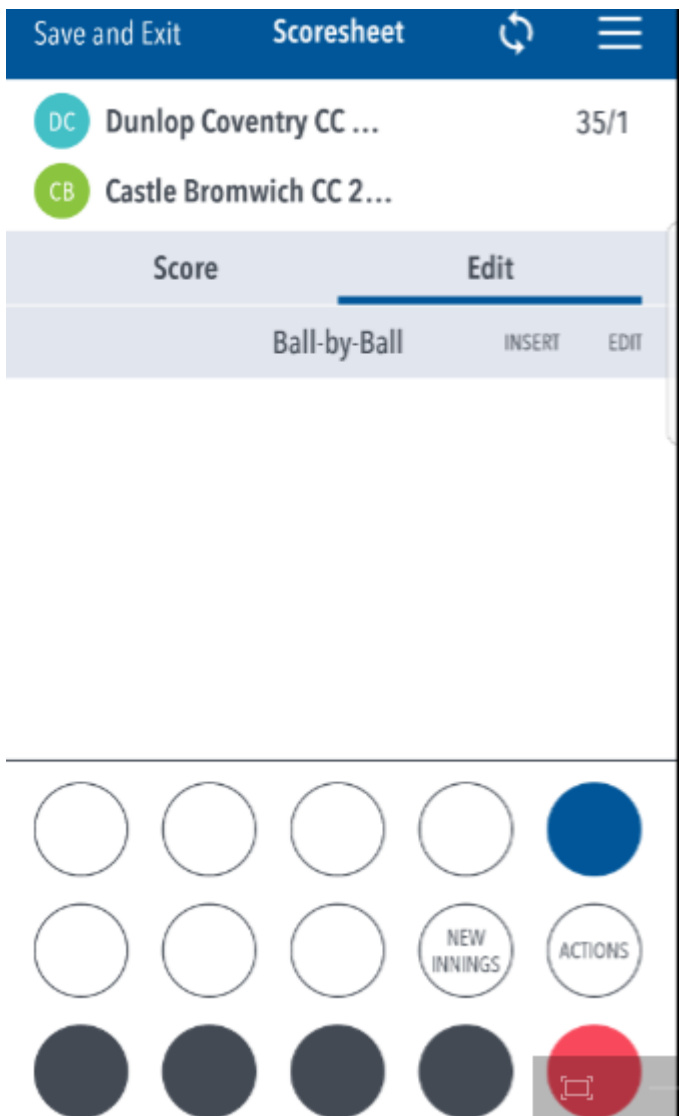 Save and Exit Scoresheet
DC Dunlop Coventry CC ... 35/1
CB Castle Bromwich CC 2...
Score Edit
Ball-by-Ball INSERT EDIT
NEW
INNINGS
ACTIONS